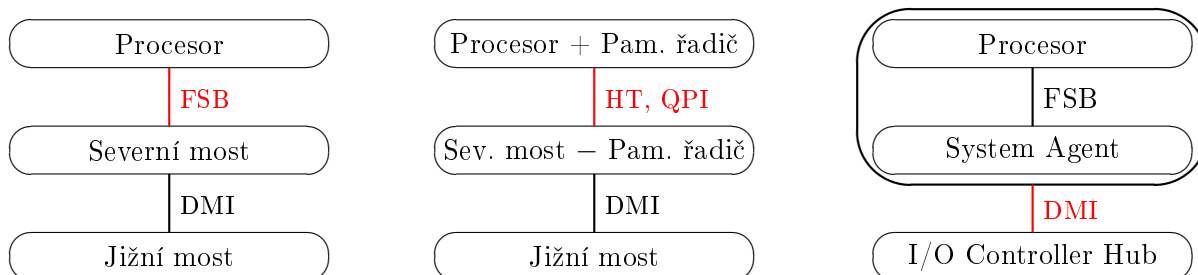 Procesor
FSB
Severní most
DMI
Jižní most
Procesor + Pam. řadič
HT, QPI
Sev. most − Pam. řadič
DMI
Jižní most
Procesor
FSB
System Agent
DMI
I/O Controller Hub